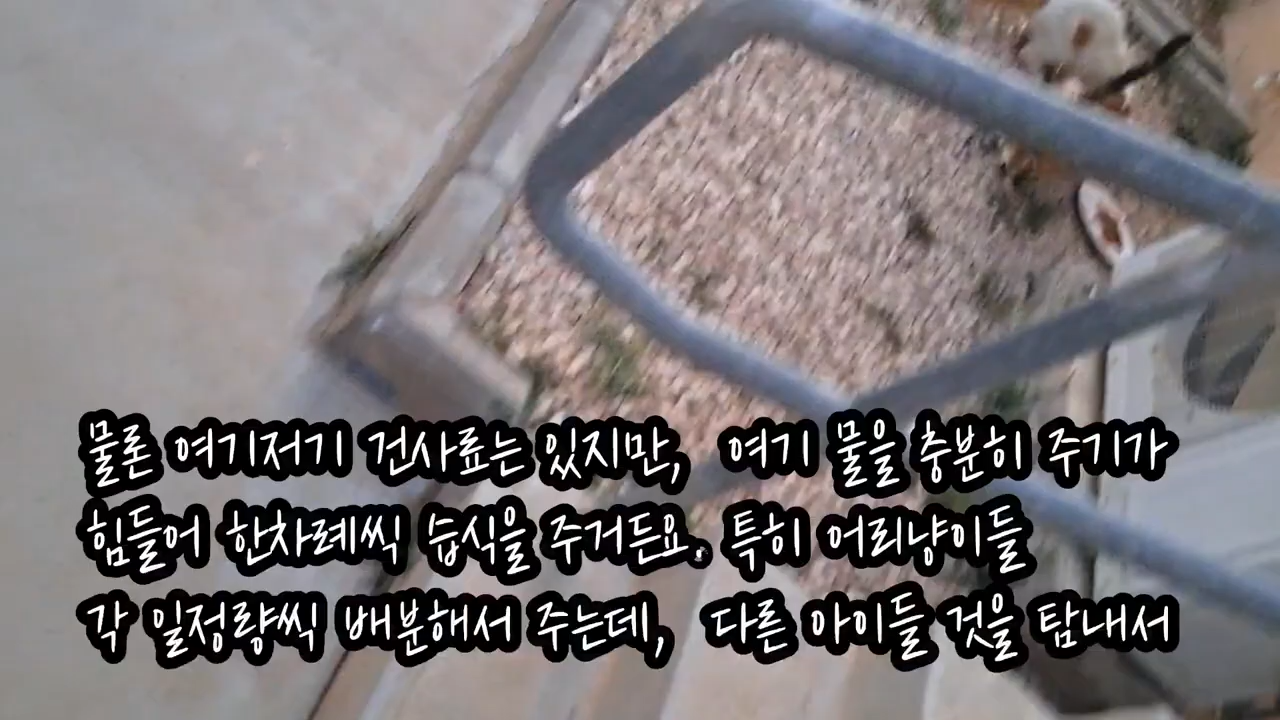 물론 여기저기 건사료는 있지만, 여기 물을 충분히 주기가
힘들어 한차례씩 습식을 주거든요. 특히 어리냥이들
각 일정량씩 배분해서 주는데, 다른 아이들 것을 탐내서